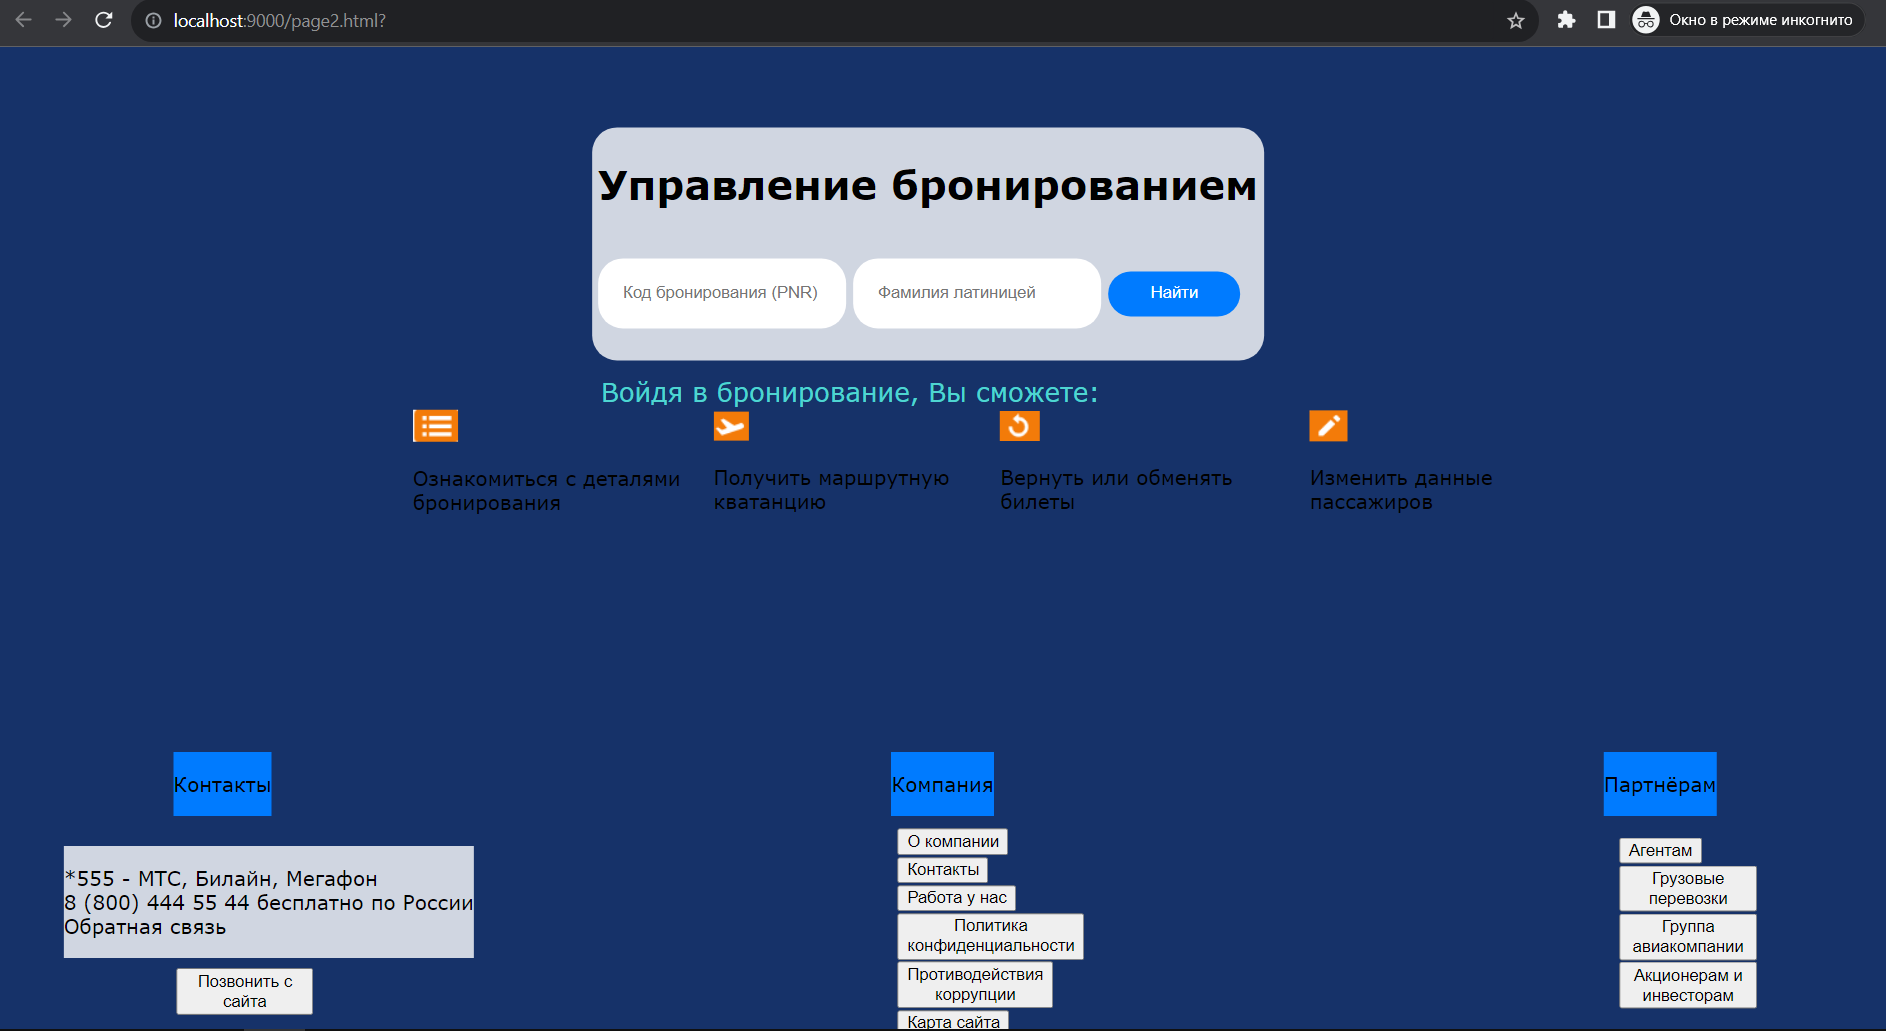 localhost:9000/page2.html?
Окно в режиме инкогнито
Управление бронированием
Код бронирования (PNR)
Фамилия латиницей
Найти
Войдя в бронирование, Вы сможете:
Ознакомиться с деталями
бронирования
Получить маршрутную
кватанцию
Вернуть или обменять
билеты
Изменить данные
пассажиров
Контакты
*555 - МТС, Билайн, Мегафон
8 (800) 444 55 44 бесплатно по России
Обратная связь
Позвонить с
сайта
Компания
О компании
Контакты
Работа у нас
Политика
конфиденциальности
Противодействия
коррупции
Карта сайта
Партнёрам
Агентам
Грузовые
перевозки
Группа
авиакомпании
Акционерам и
инвесторам